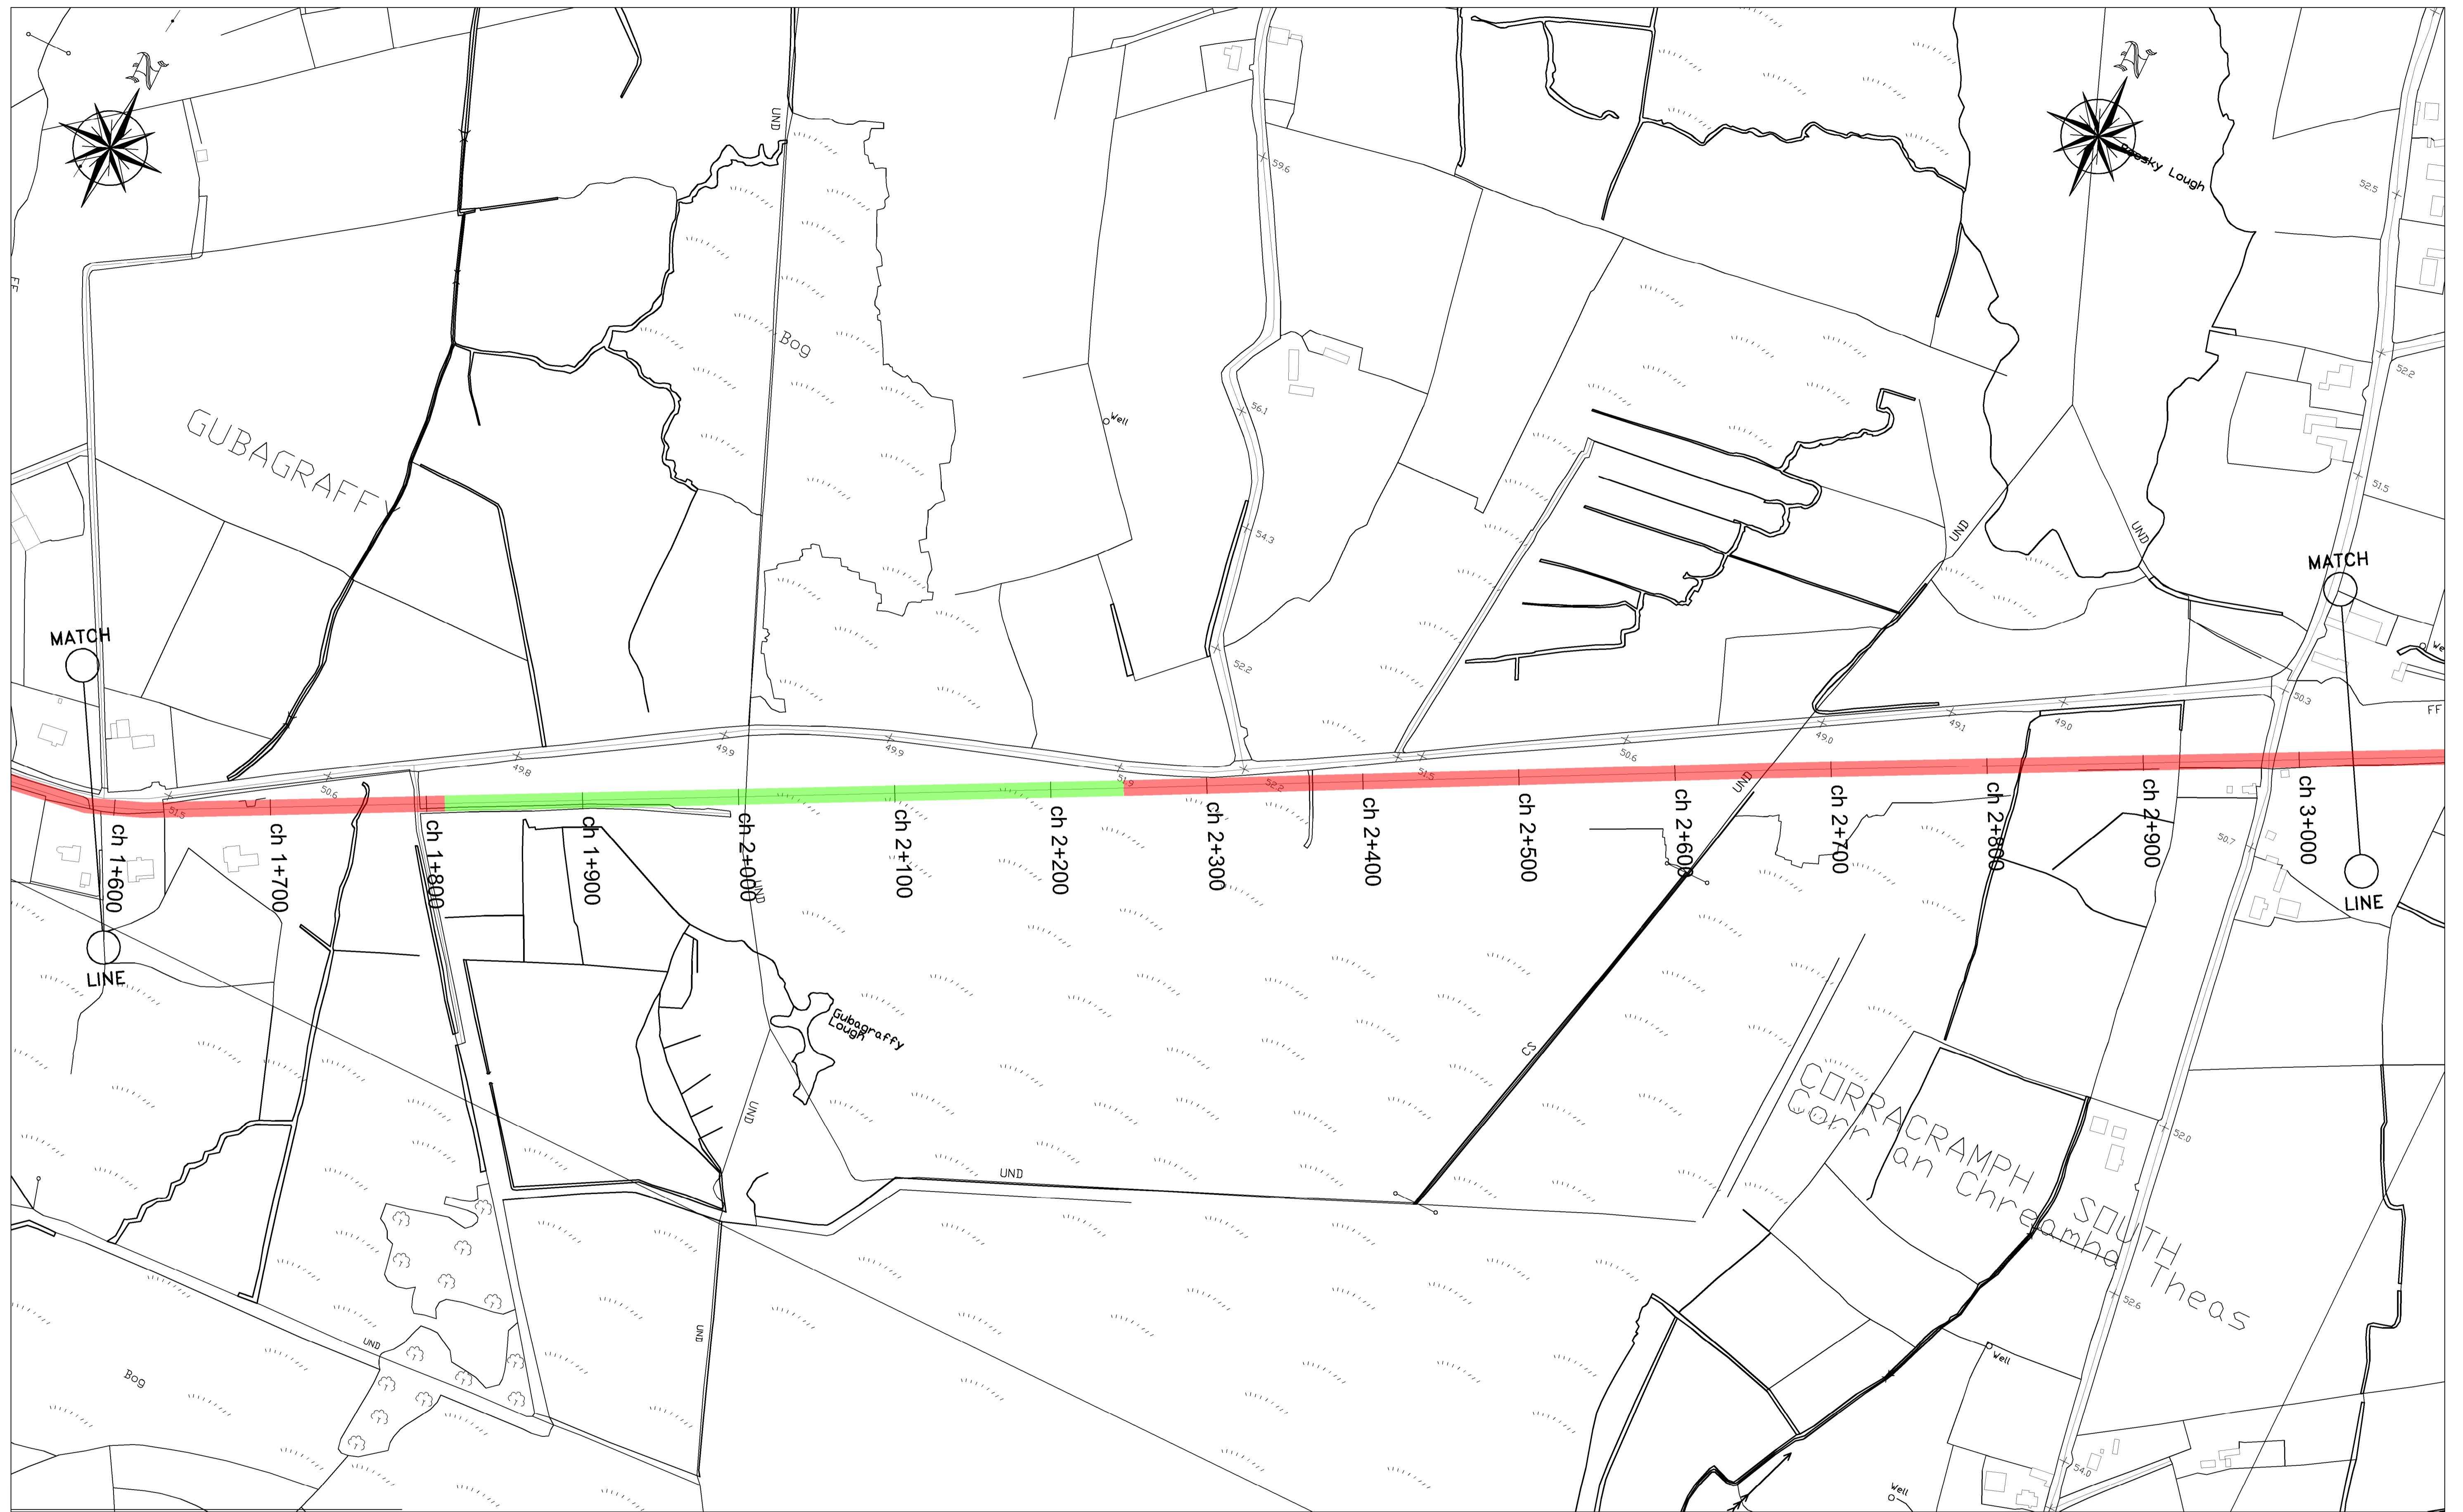 N
N
Roosky Lough
UND
59.6
52.5
FF
Bog
52.2
56.1
Well
GUBAGRAFFY
51.5
54.3
UND
UND
MATCH
MATCH
52.2
We
50.3
FF
49.9
49.9
49.1
49.0
49.0
50.6
49.8
51.5
50.6
51.9
52.2
UND
51.5
50.7
ch 1+600
ch 1+700
ch 1+800
ch 1+900
ch 2+000
ch 2+100
ch 2+200
ch 2+300
ch 2+400
ch 2+500
ch 2+600
ch 2+700
ch 2+800
ch 2+900
ch 3+000
UND
LINE
LINE
Gubagraffy
Lough
CS
UND
UND
CORRACRAMPH SOUTH
Corr an Chreamha Theas
52.0
52.6
UND
UND
Well
Bog
54.0
Well